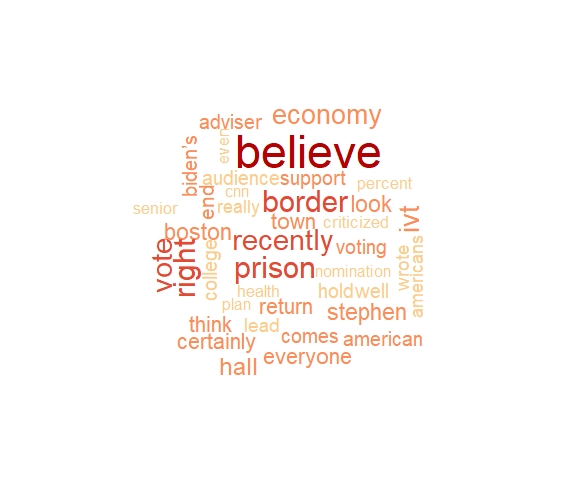 economy
adviser
even
believe
biden's
audience support
percent
cnn
end
border look
senior
really
town criticized
ivt
boston
recently voting
vote
right
college
prison nomination
wrote
americans
health
holdwell
plan return stephen
think lead
certainly comes american
everyone
hall